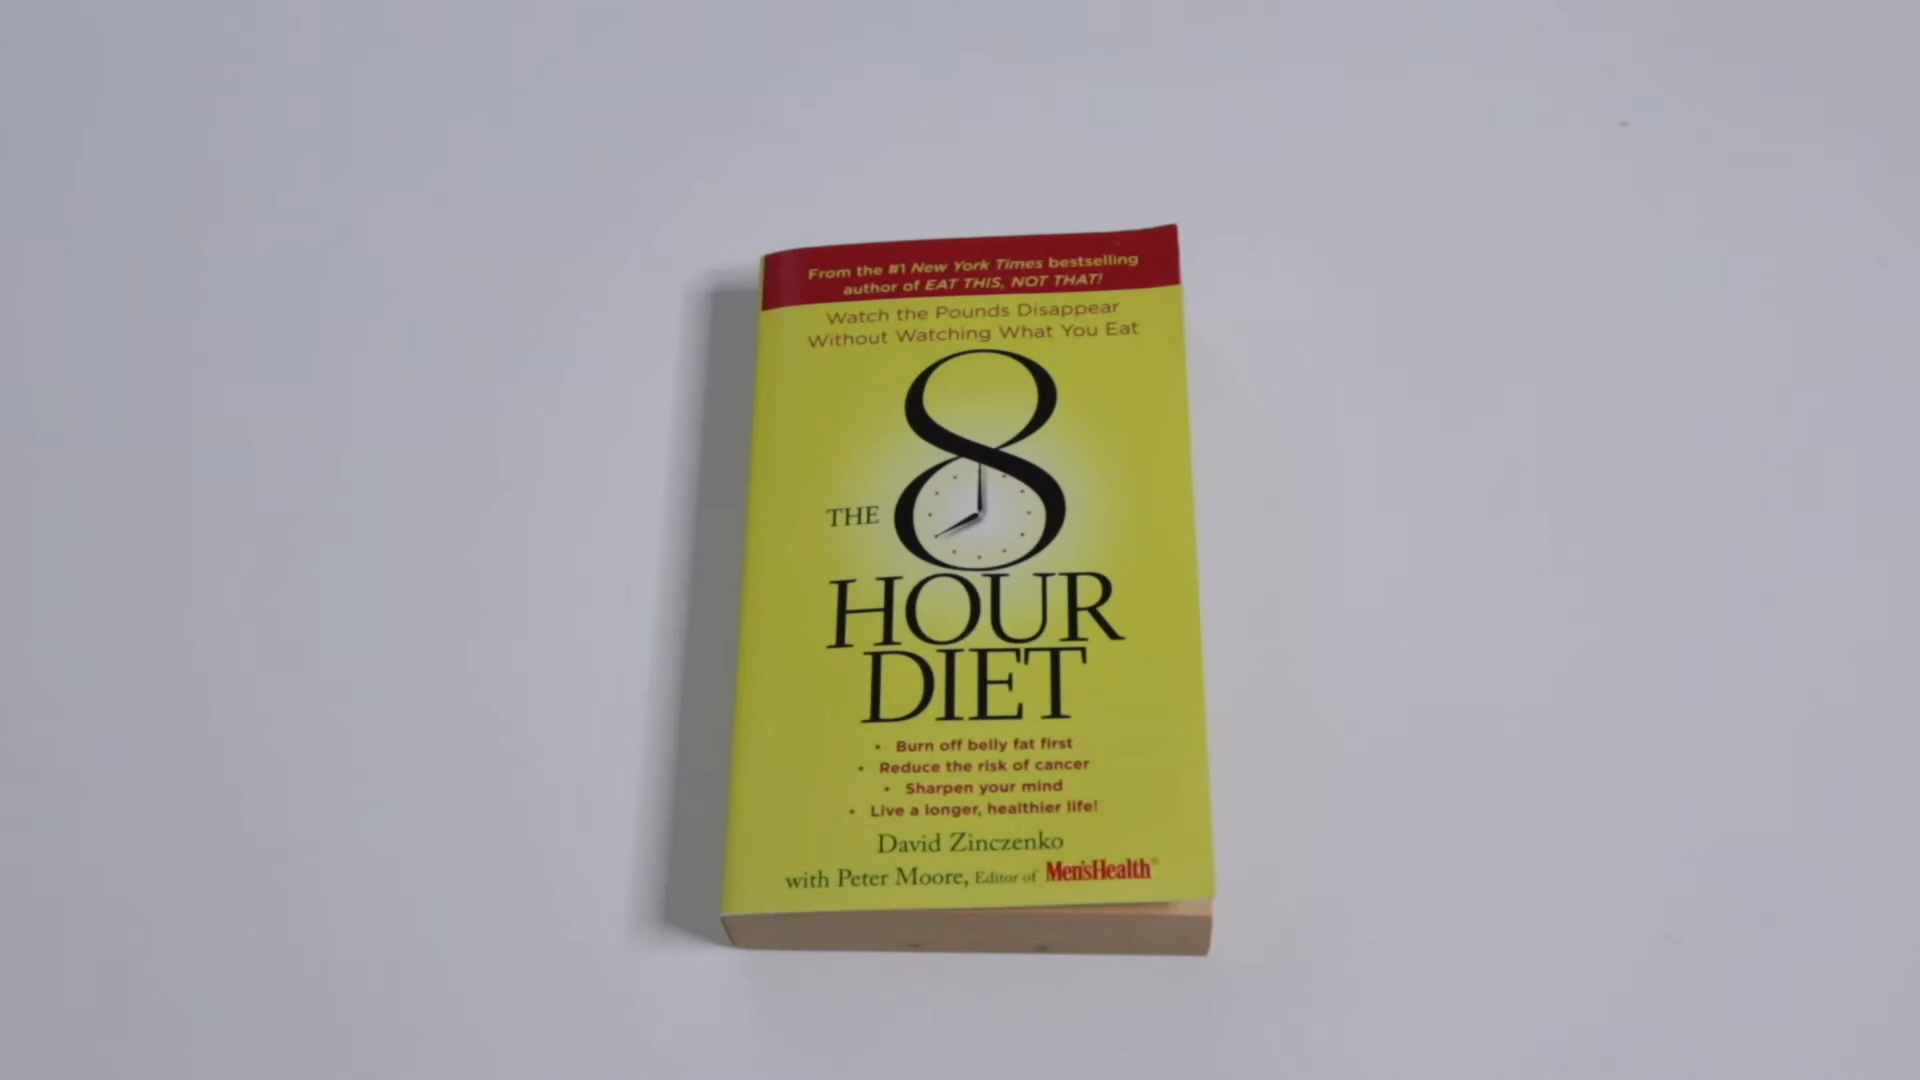 From the #1 New York Times bestselling
author of EAT THIS, NOT THAT!
Watch the Pounds Disappear
Without Watching What You Eat
THE 8
HOUR
DIET
• Burn off belly fat first
• Reduce the risk of cancer
• Sharpen your mind
• Live a longer, healthier life!
David Zinczenko
with Peter Moore, Editor of Men'sHealth®